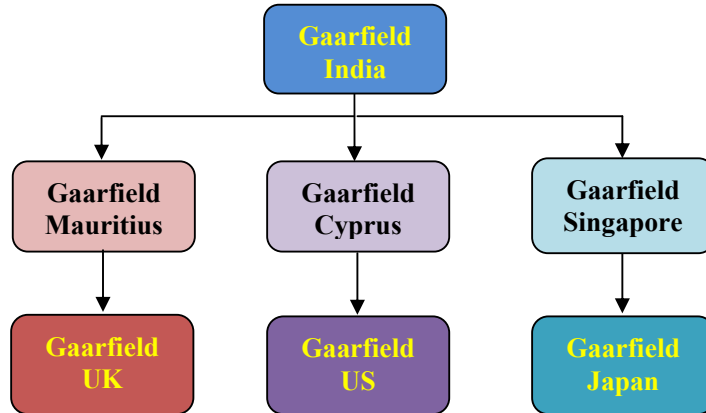 Gaarfield
India
Gaarfield
Mauritius
Gaarfield
Cyprus
Gaarfield
Singapore
Gaarfield
UK
Gaarfield
US
Gaarfield
Japan